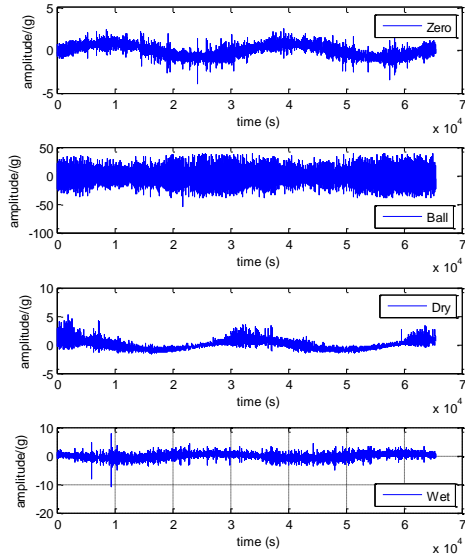 5
0
-5
amplitude/(g)
Zero
0 1 2 3 4 5 6 7
time (s)
x 10^4
50
0
-50
-100
amplitude/(g)
Ball
0 1 2 3 4 5 6 7
time (s)
x 10^4
10
5
0
-5
amplitude/(g)
Dry
0 1 2 3 4 5 6 7
time (s)
x 10^4
10
0
-10
-20
amplitude/(g)
Wet
0 1 2 3 4 5 6 7
time (s)
x 10^4